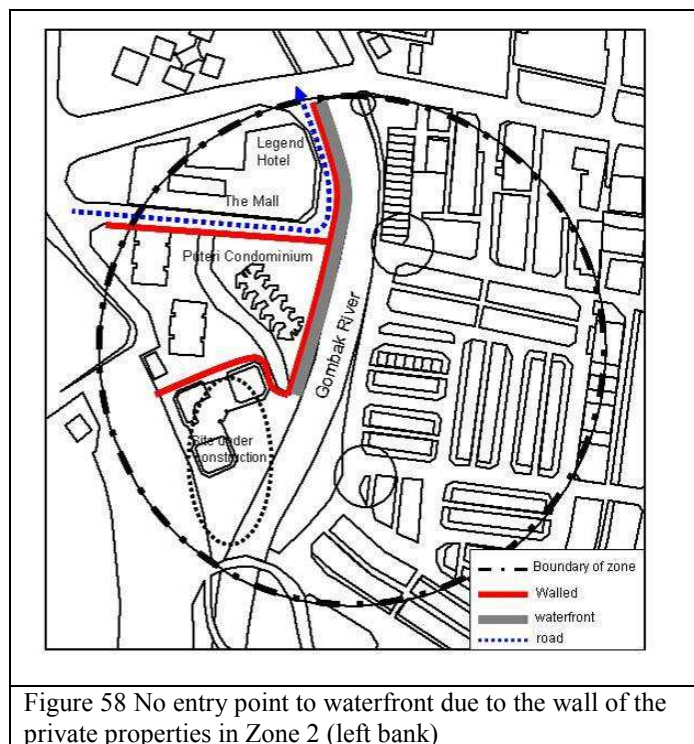 Legend
Hotel
The Mall
Puteri Condominium
Gombak River
Site under
construction
Boundary of zone
Walled
waterfront
road
Figure 58 No entry point to waterfront due to the wall of the
private properties in Zone 2 (left bank)